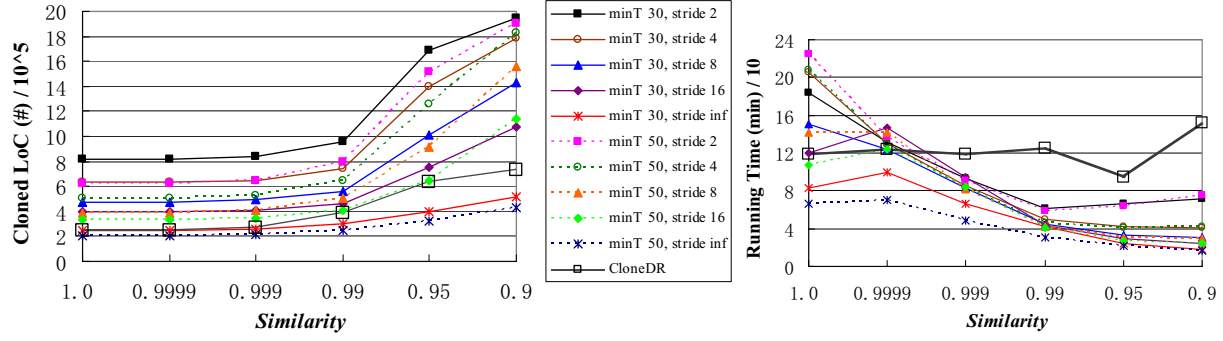 Cloned LoC (#) / 10^5
20
18
16
14
12
10
8
6
4
2
0
1.0 0.9999 0.999 0.99 0.95 0.9
Similarity
minT 30, stride 2
minT 30, stride 4
minT 30, stride 8
minT 30, stride 16
minT 30, stride inf
minT 50, stride 2
minT 50, stride 4
minT 50, stride 8
minT 50, stride 16
minT 50, stride inf
CloneDR
Running Time (min) / 10
24
20
16
12
8
4
0
1.0 0.9999 0.999 0.99 0.95 0.9
Similarity